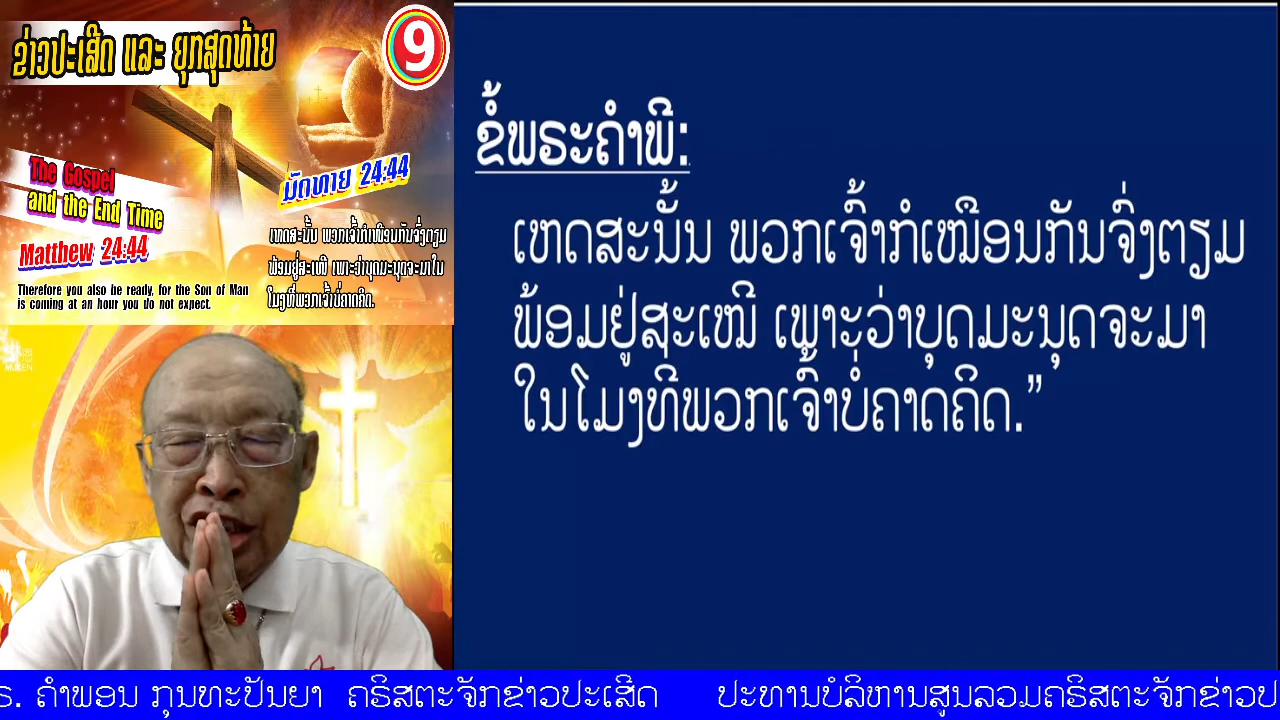 ຂ່າວປະເສີດ ແລະ ຍຸກສຸດທ້າຍ
9
The Gospel
and the End Time
Matthew 24:44
Therefore you also be ready, for the Son of Man
is coming at an hour you do not expect.
ມັດທາຍ 24:44
ເຫດສະນັ້ນ ພວກເຈົ້າກໍເໝືອນກັນຈົ່ງຕຽມ
ພ້ອມຢູ່ສະເໝີ ເພາະວ່າບຸດມະນຸດຈະມາໃນ
ໂມງທີ່ພວກເຈົ້າບໍ່ຄາດຄິດ.
ຂໍ້ພຣະຄຳພີ:
ເຫດສະນັ້ນ ພວກເຈົ້າກໍເໝືອນກັນຈົ່ງຕຽມ
ພ້ອມຢູ່ສະເໝີ ເພາະວ່າບຸດມະນຸດຈະມາ
ໃນໂມງທີ່ພວກເຈົ້າບໍ່ຄາດຄິດ.”
ຣ. ຄຳພອນ ກຸນທະປັນຍາ ຄຣິສຕະຈັກຂ່າວປະເສີດ ປະທານບໍລິຫານສູນລວມຄຣິສຕະຈັກຂ່າວປ